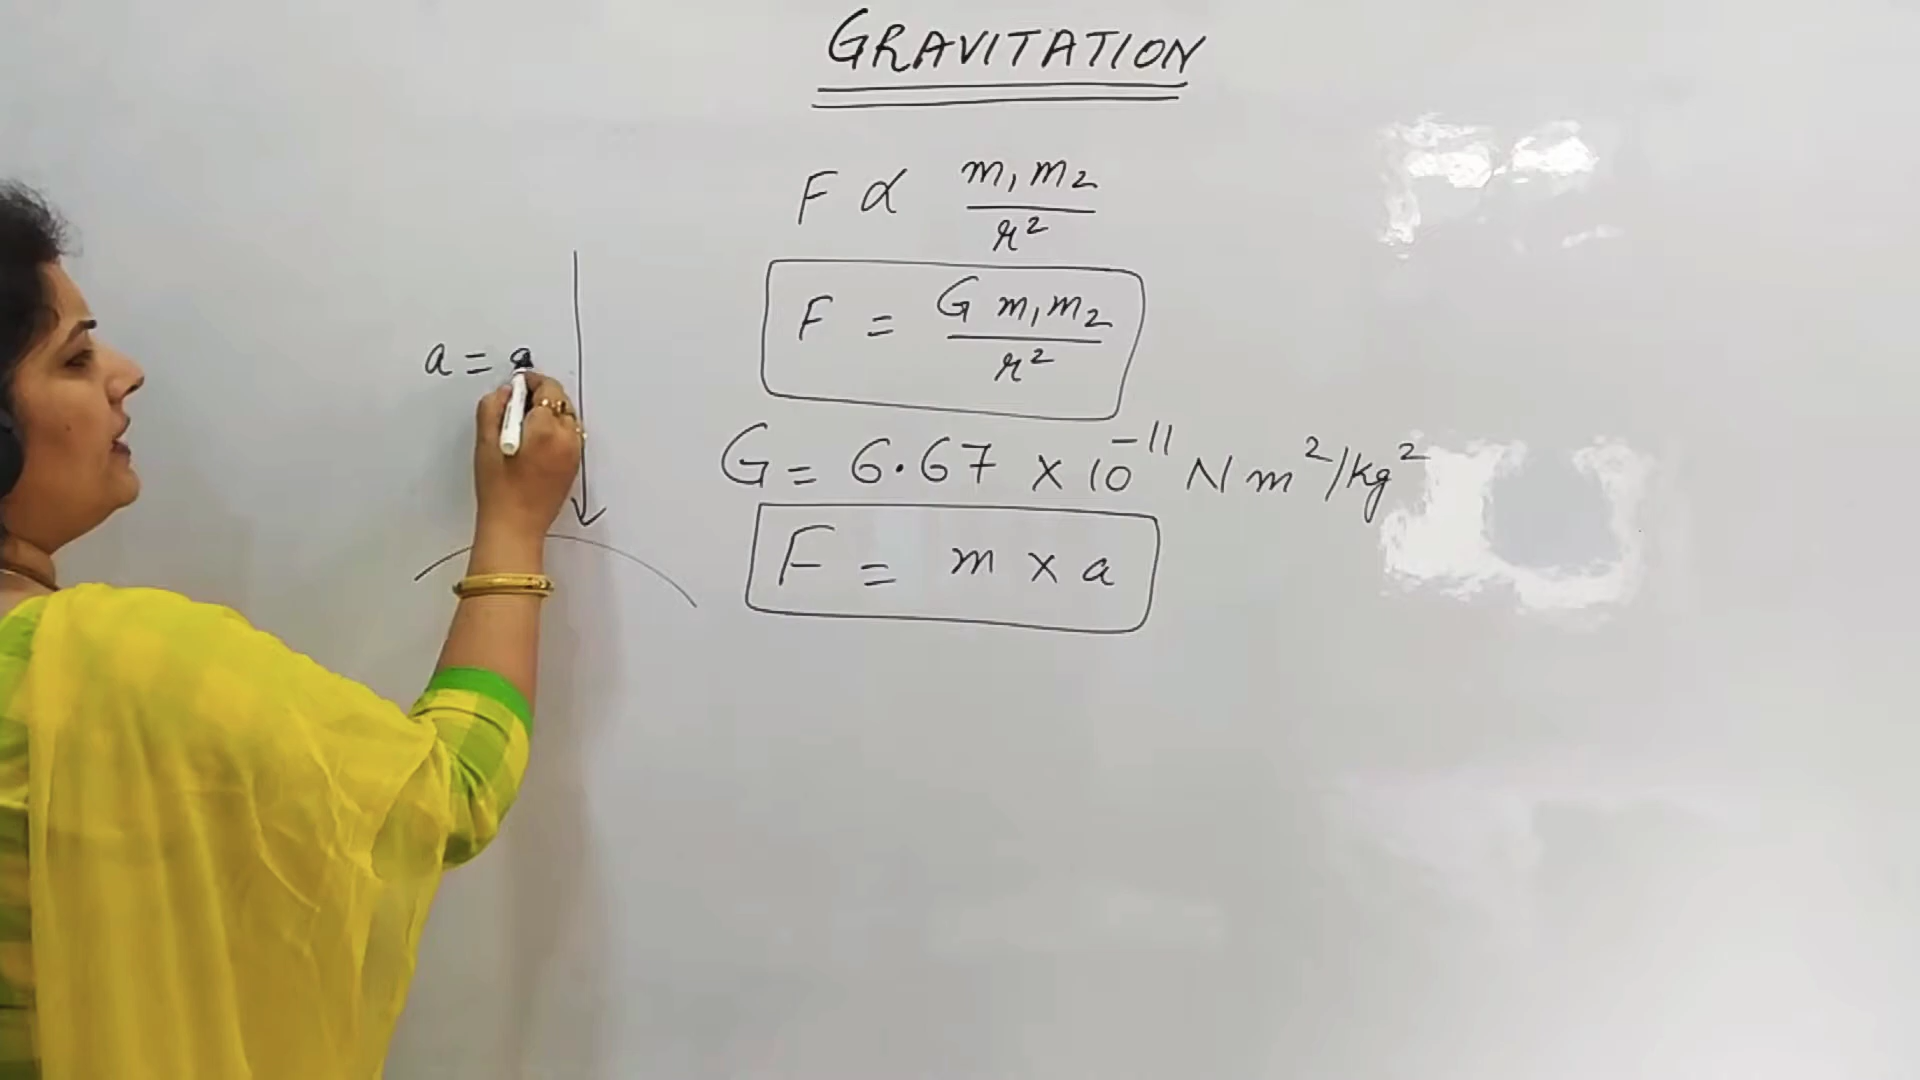 GRAVITATION
F ∝ m₁m₂ / r²
F = G m₁m₂ / r²
a =
G = 6.67 × 10⁻¹¹ N m²/kg²
F = m × a